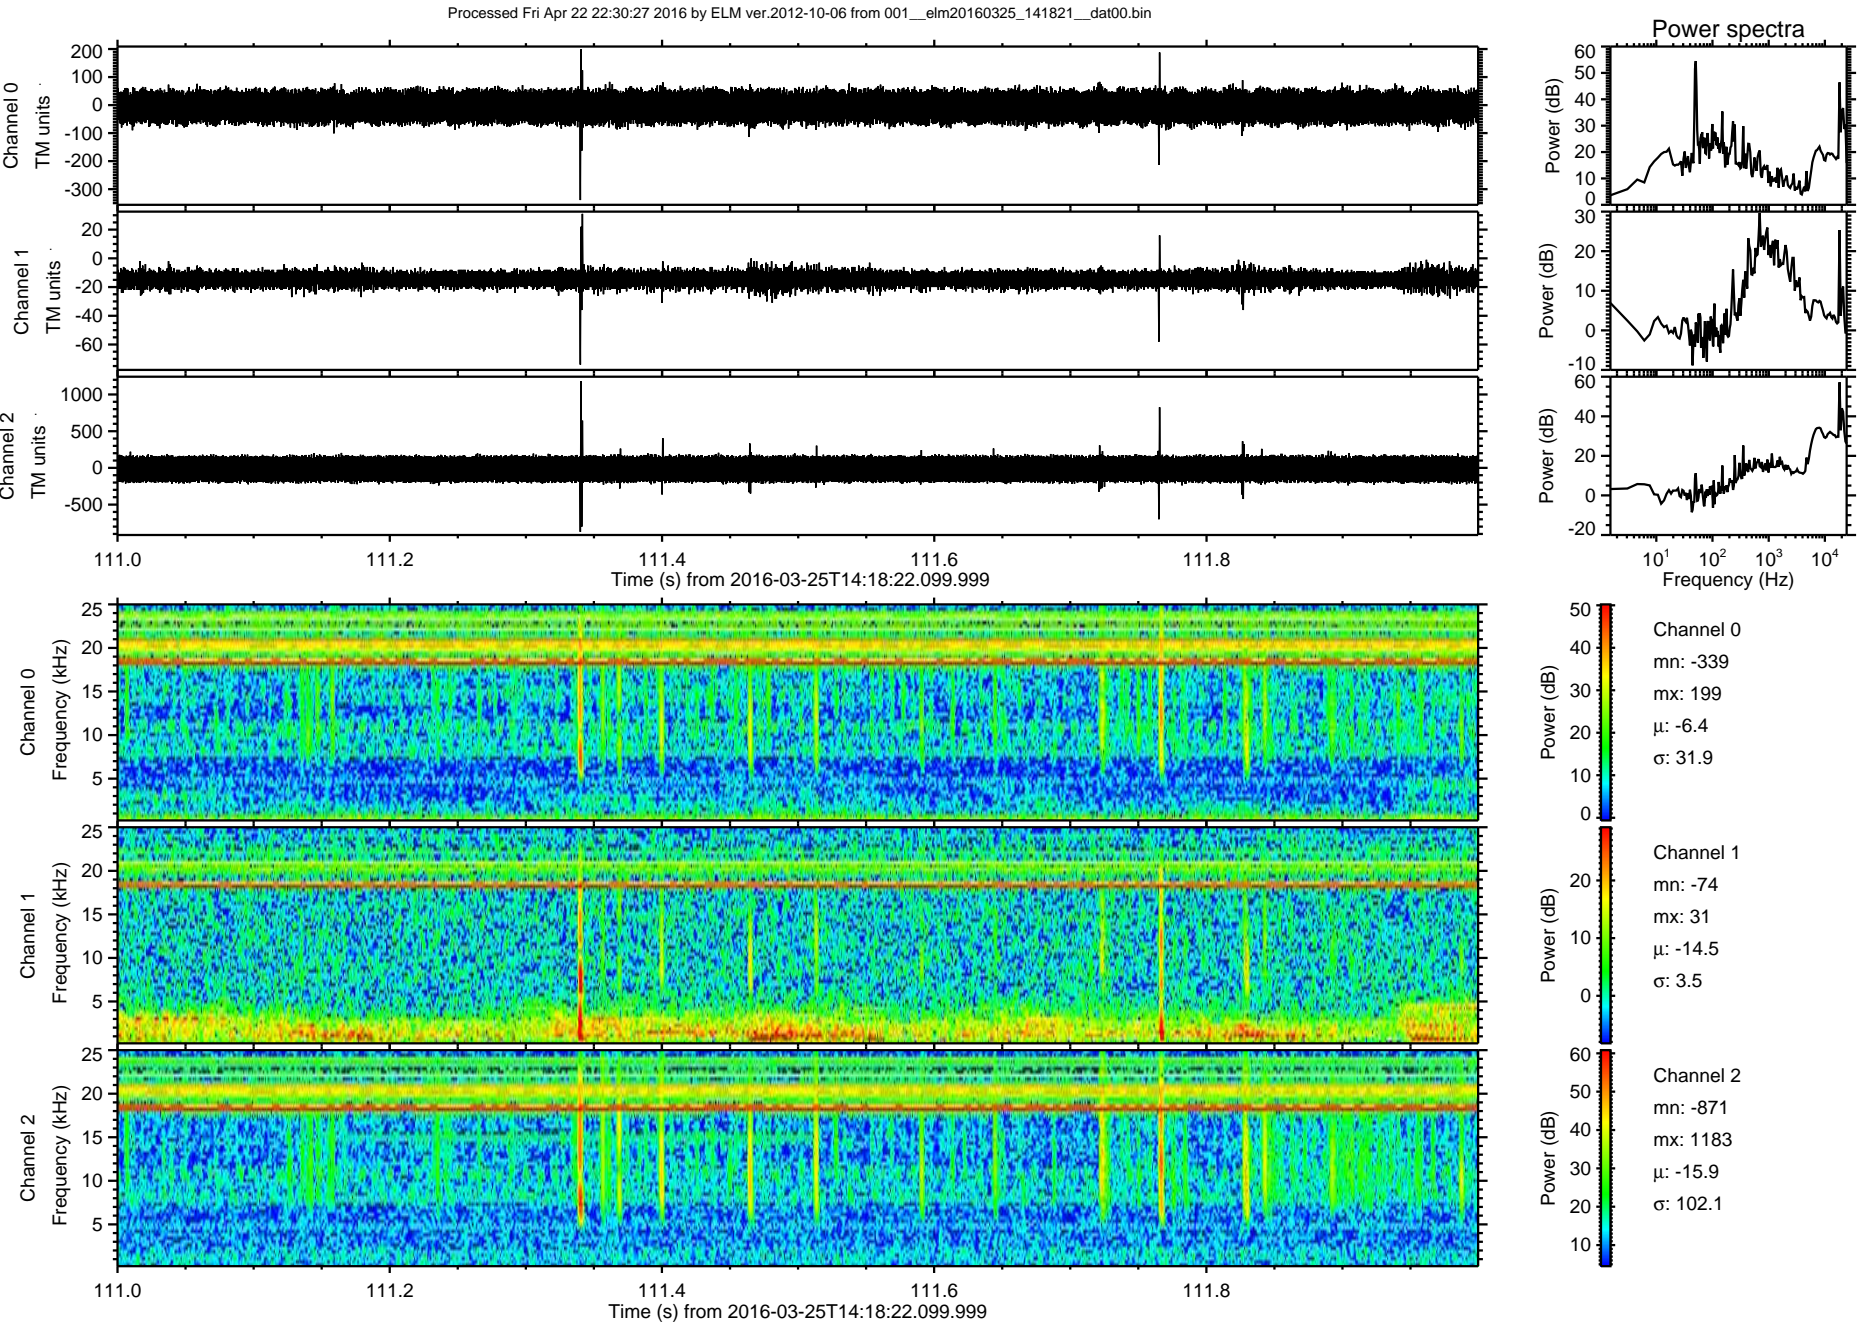 Processed Fri Apr 22 22:30:27 2016 by ELM ver.2012-10-06 from 001__elm20160325_141821__dat00.bin
Power spectra
Channel 0
TM units
200
100
0
-100
-200
-300
Power (dB)
60
50
40
30
20
10
0
Channel 1
TM units
20
0
-20
-40
-60
Power (dB)
30
20
10
0
-10
Channel 2
TM units
1000
500
0
-500
Power (dB)
60
40
20
0
-20
111.0 111.2 111.4 111.6 111.8
Time (s) from 2016-03-25T14:18:22.099.999
10¹ 10² 10³ 10⁴
Frequency (Hz)
Channel 0
Frequency (kHz)
25
20
15
10
5
Power (dB)
50
40
30
20
10
0
Channel 0
mn: -339
mx: 199
μ: -6.4
σ: 31.9
Channel 1
Frequency (kHz)
25
20
15
10
5
Power (dB)
20
10
0
Channel 1
mn: -74
mx: 31
μ: -14.5
σ: 3.5
Channel 2
Frequency (kHz)
25
20
15
10
5
Power (dB)
60
50
40
30
20
10
Channel 2
mn: -871
mx: 1183
μ: -15.9
σ: 102.1
111.0 111.2 111.4 111.6 111.8
Time (s) from 2016-03-25T14:18:22.099.999